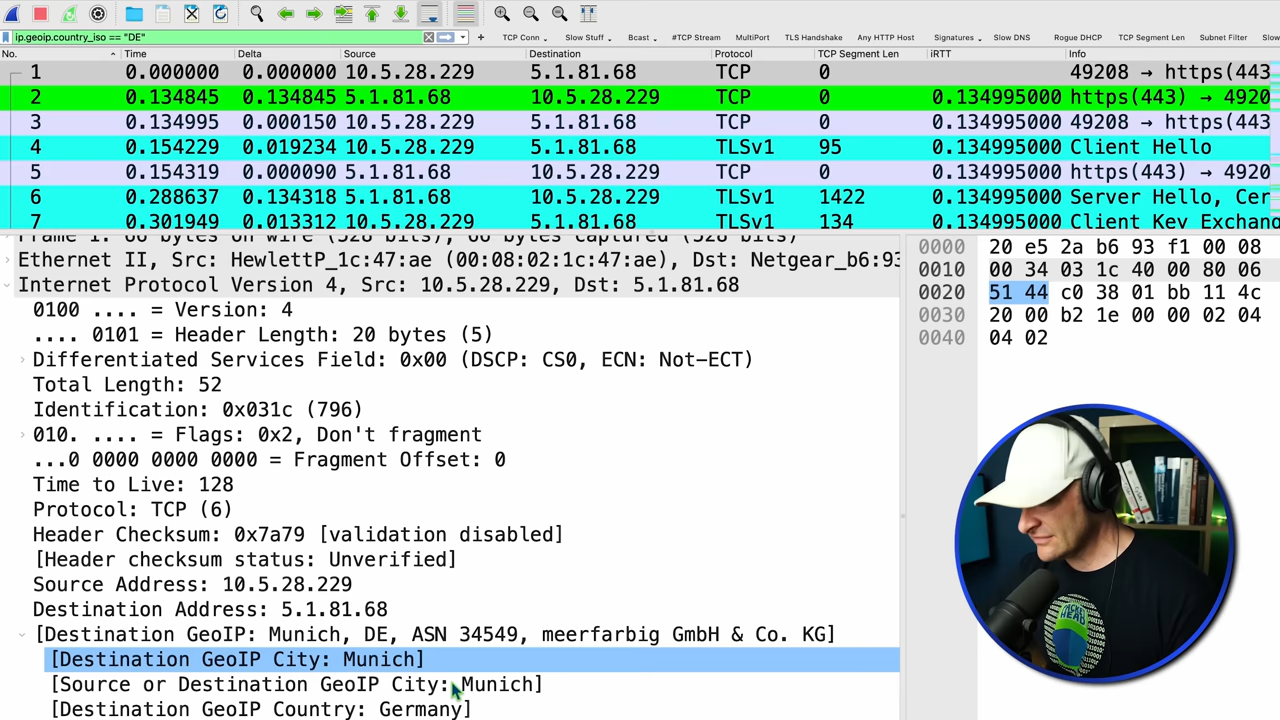 ip.geoip.country_iso == "DE"
TCP Conn Slow Stuff Bcast #TCP Stream MultiPort TLS Handshake Any HTTP Host Signatures Slow DNS Rogue DHCP TCP Segment Len Subnet Filter Slow
No. Time Delta Source Destination Protocol TCP Segment Len iRTT Info
1 0.000000 0.000000 10.5.28.229 5.1.81.68 TCP 0 49208 → https(443
2 0.134845 0.134845 5.1.81.68 10.5.28.229 TCP 0 0.134995000 https(443) → 4920
3 0.134995 0.000150 10.5.28.229 5.1.81.68 TCP 0 0.134995000 49208 → https(443
4 0.154229 0.019234 10.5.28.229 5.1.81.68 TLSv1 95 0.134995000 Client Hello
5 0.154319 0.000090 5.1.81.68 10.5.28.229 TCP 0 0.134995000 https(443) → 4920
6 0.288637 0.134318 5.1.81.68 10.5.28.229 TLSv1 1422 0.134995000 Server Hello, Cer
7 0.301949 0.013312 10.5.28.229 5.1.81.68 TLSv1 134 0.134995000 Client Key Exchan
Frame 1: 66 bytes on wire (528 bits), 66 bytes captured (528 bits)
Ethernet II, Src: HewlettP_1c:47:ae (00:08:02:1c:47:ae), Dst: Netgear_b6:93
Internet Protocol Version 4, Src: 10.5.28.229, Dst: 5.1.81.68
0100 .... = Version: 4
.... 0101 = Header Length: 20 bytes (5)
Differentiated Services Field: 0x00 (DSCP: CS0, ECN: Not-ECT)
Total Length: 52
Identification: 0x031c (796)
010. .... = Flags: 0x2, Don't fragment
...0 0000 0000 0000 = Fragment Offset: 0
Time to Live: 128
Protocol: TCP (6)
Header Checksum: 0x7a79 [validation disabled]
[Header checksum status: Unverified]
Source Address: 10.5.28.229
Destination Address: 5.1.81.68
[Destination GeoIP: Munich, DE, ASN 34549, meerfarbig GmbH & Co. KG]
[Destination GeoIP City: Munich]
[Source or Destination GeoIP City: Munich]
[Destination GeoIP Country: Germany]
0000 20 e5 2a b6 93 f1 00 08
0010 00 34 03 1c 40 00 80 06
0020 51 44 c0 38 01 bb 11 4c
0030 20 00 b2 1e 00 00 02 04
0040 04 02